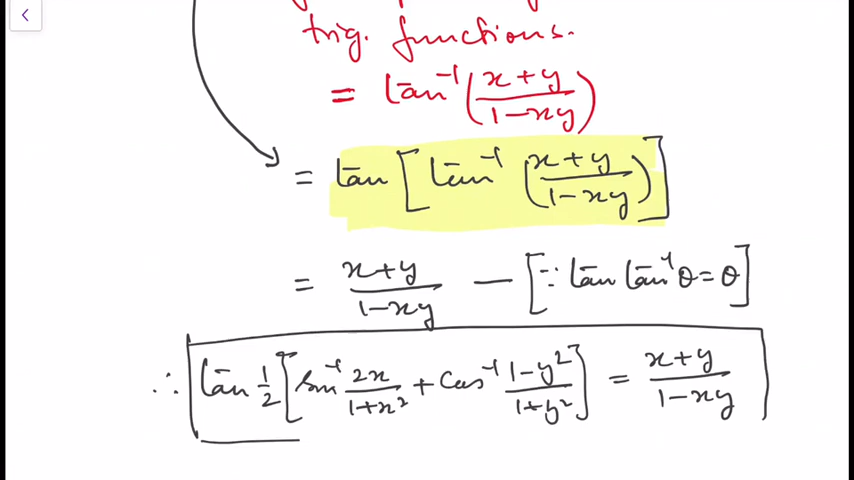 trig. functions.
= tan⁻¹(x+y/1-xy)
= tan[tan⁻¹(x+y/1-xy)]
= x+y/1-xy — [∵ tan tan⁻¹θ = θ]
∴ tan 1/2[sin⁻¹ 2x/1+x² + cos⁻¹ 1-y²/1+y²] = x+y/1-xy